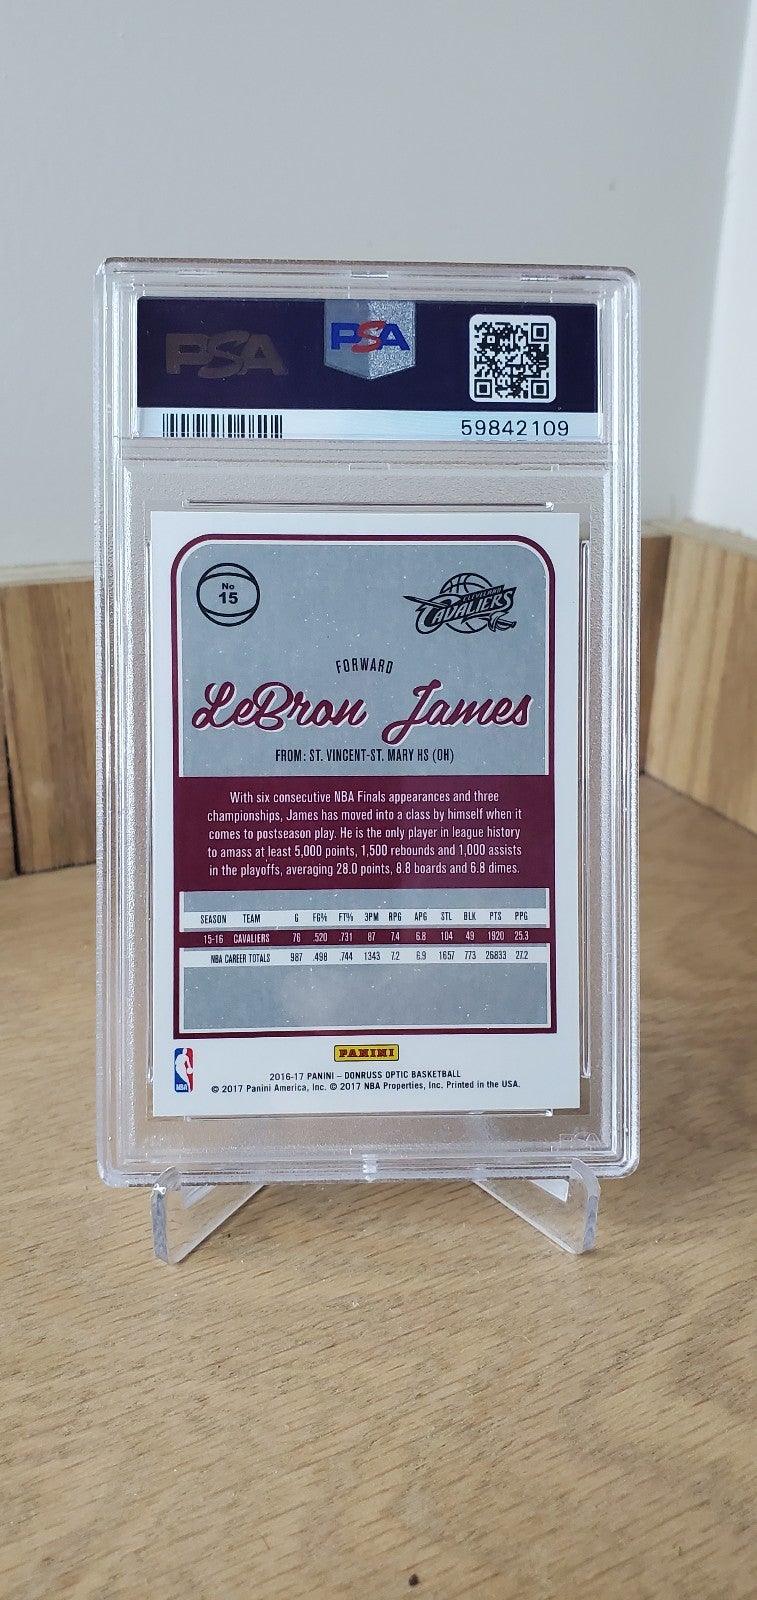 PSA
PSA
59842109
No
15
CLEVELAND
CAVALIERS
FORWARD
LeBron James
FROM: ST. VINCENT-ST. MARY HS (OH)
With six consecutive NBA Finals appearances and three
championships, James has moved into a class by himself when it
comes to postseason play. He is the only player in league history
to amass at least 5,000 points, 1,500 rebounds and 1,000 assists
in the playoffs, averaging 28.0 points, 8.8 boards and 6.8 dimes.
SEASON TEAM G FG% FT% 3PM RPG APG STL BLK PTS PPG
15-16 CAVALIERS 76 .520 .731 87 7.4 6.8 104 49 1920 25.3
NBA CAREER TOTALS 987 .498 .744 1343 7.2 6.9 1657 773 26833 27.2
PANINI
NBA
2016-17 PANINI – DONRUSS OPTIC BASKETBALL
© 2017 Panini America, Inc. © 2017 NBA Properties, Inc. Printed in the USA.
PSA